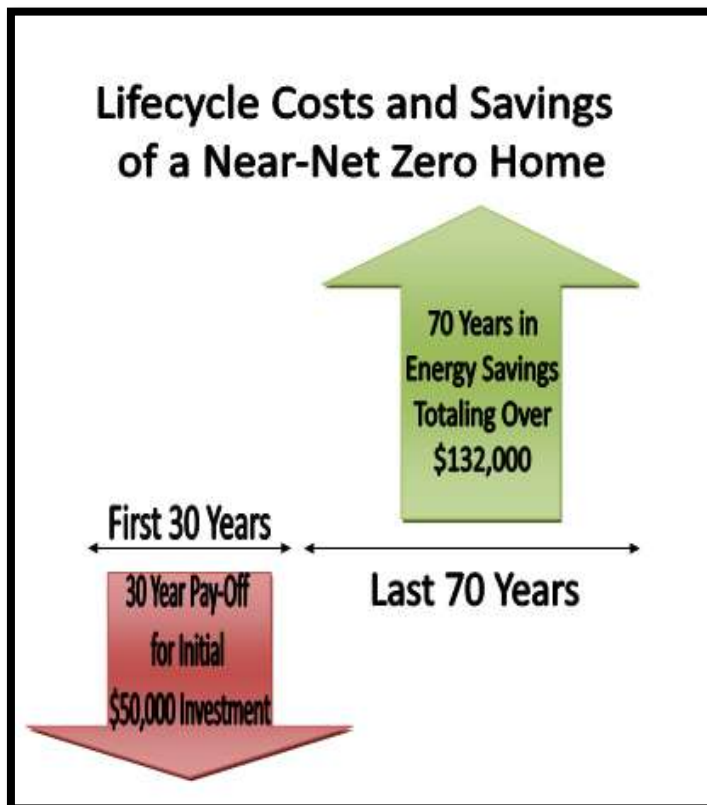 Lifecycle Costs and Savings
of a Near-Net Zero Home
70 Years in
Energy Savings
Totaling Over
$132,000
First 30 Years
Last 70 Years
30 Year Pay-Off
for Initial
$50,000 Investment